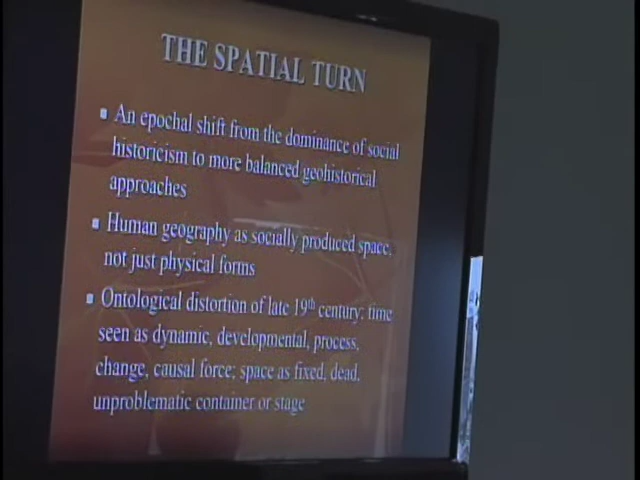 THE SPATIAL TURN
▪ An epochal shift from the dominance of social
historicism to more balanced geohistorical
approaches
▪ Human geography as socially produced space,
not just physical forms
▪ Ontological distortion of late 19th century: time
seen as dynamic, developmental, process,
change, causal force; space as fixed, dead,
unproblematic container or stage